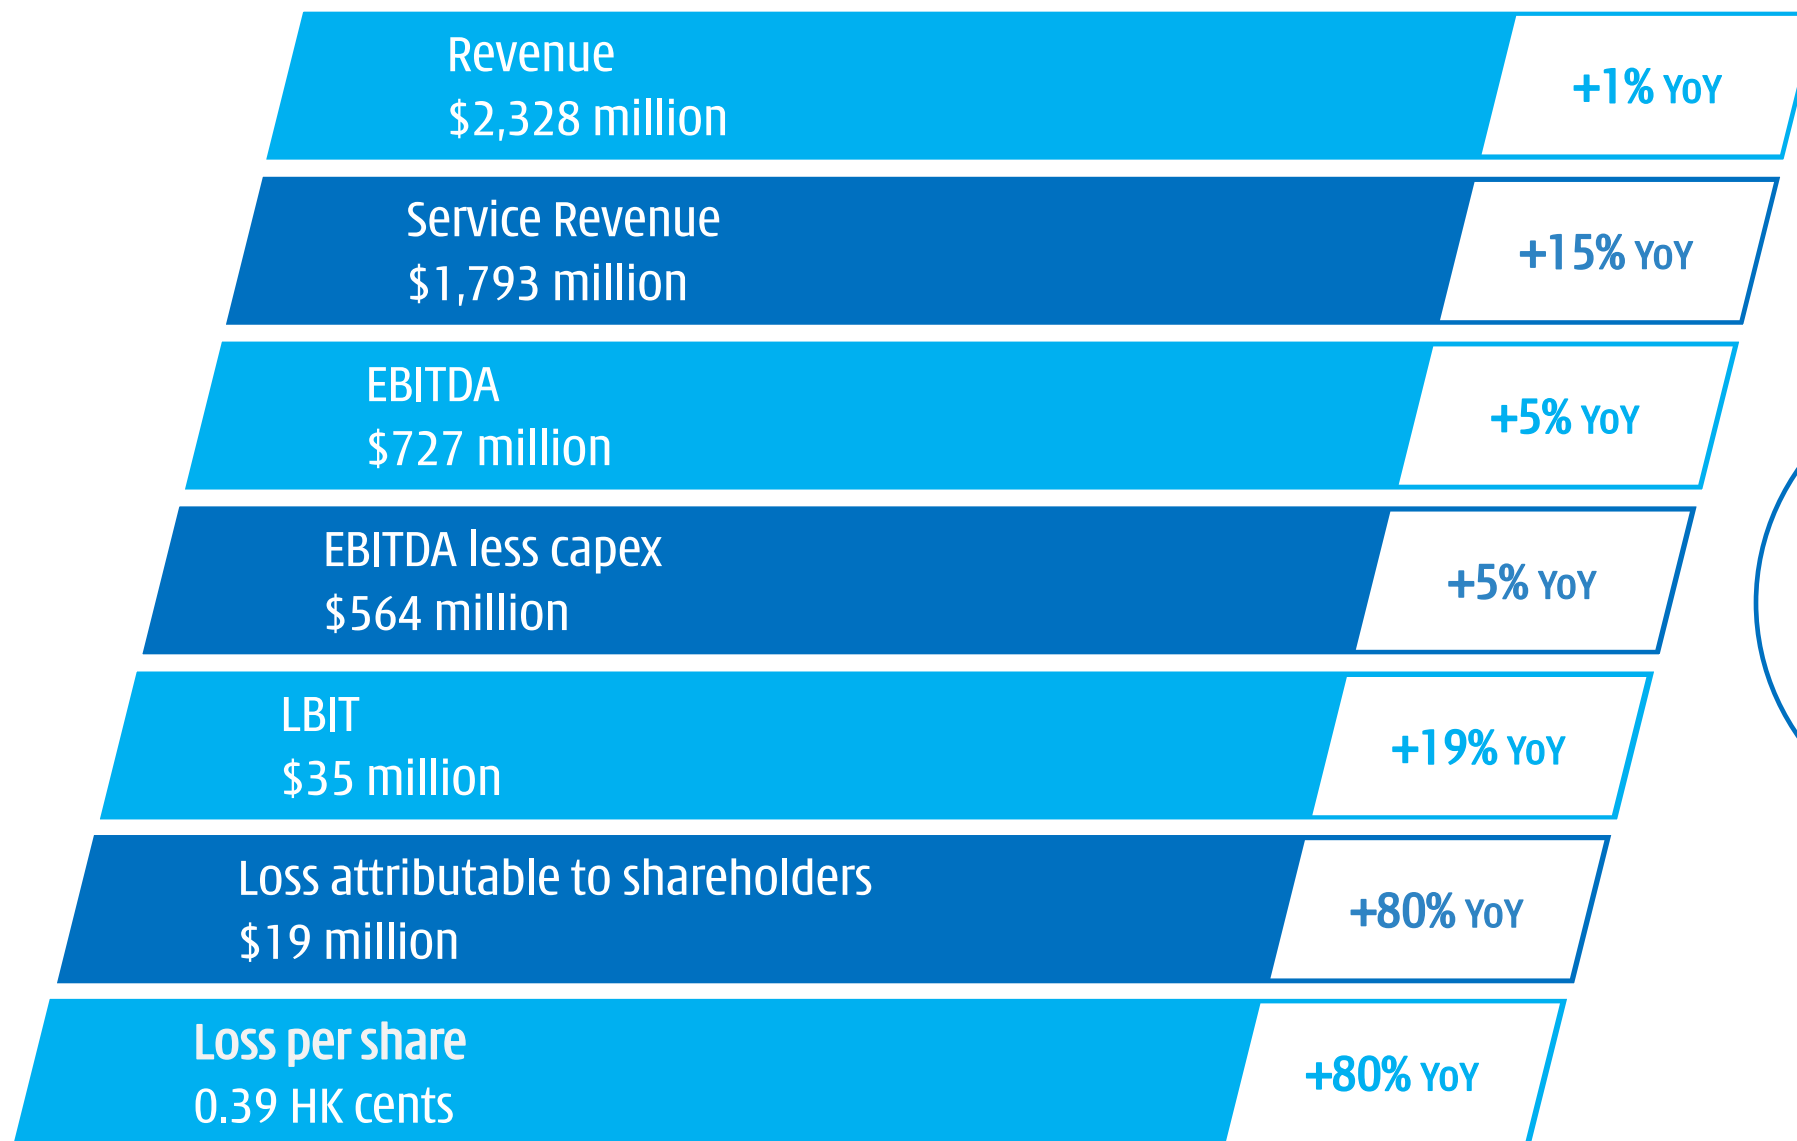 Revenue
$2,328 million
+1% YoY
Service Revenue
$1,793 million
+15% YoY
EBITDA
$727 million
+5% YoY
EBITDA less capex
$564 million
+5% YoY
LBIT
$35 million
+19% YoY
Loss attributable to shareholders
$19 million
+80% YoY
Loss per share
0.39 HK cents
+80% YoY